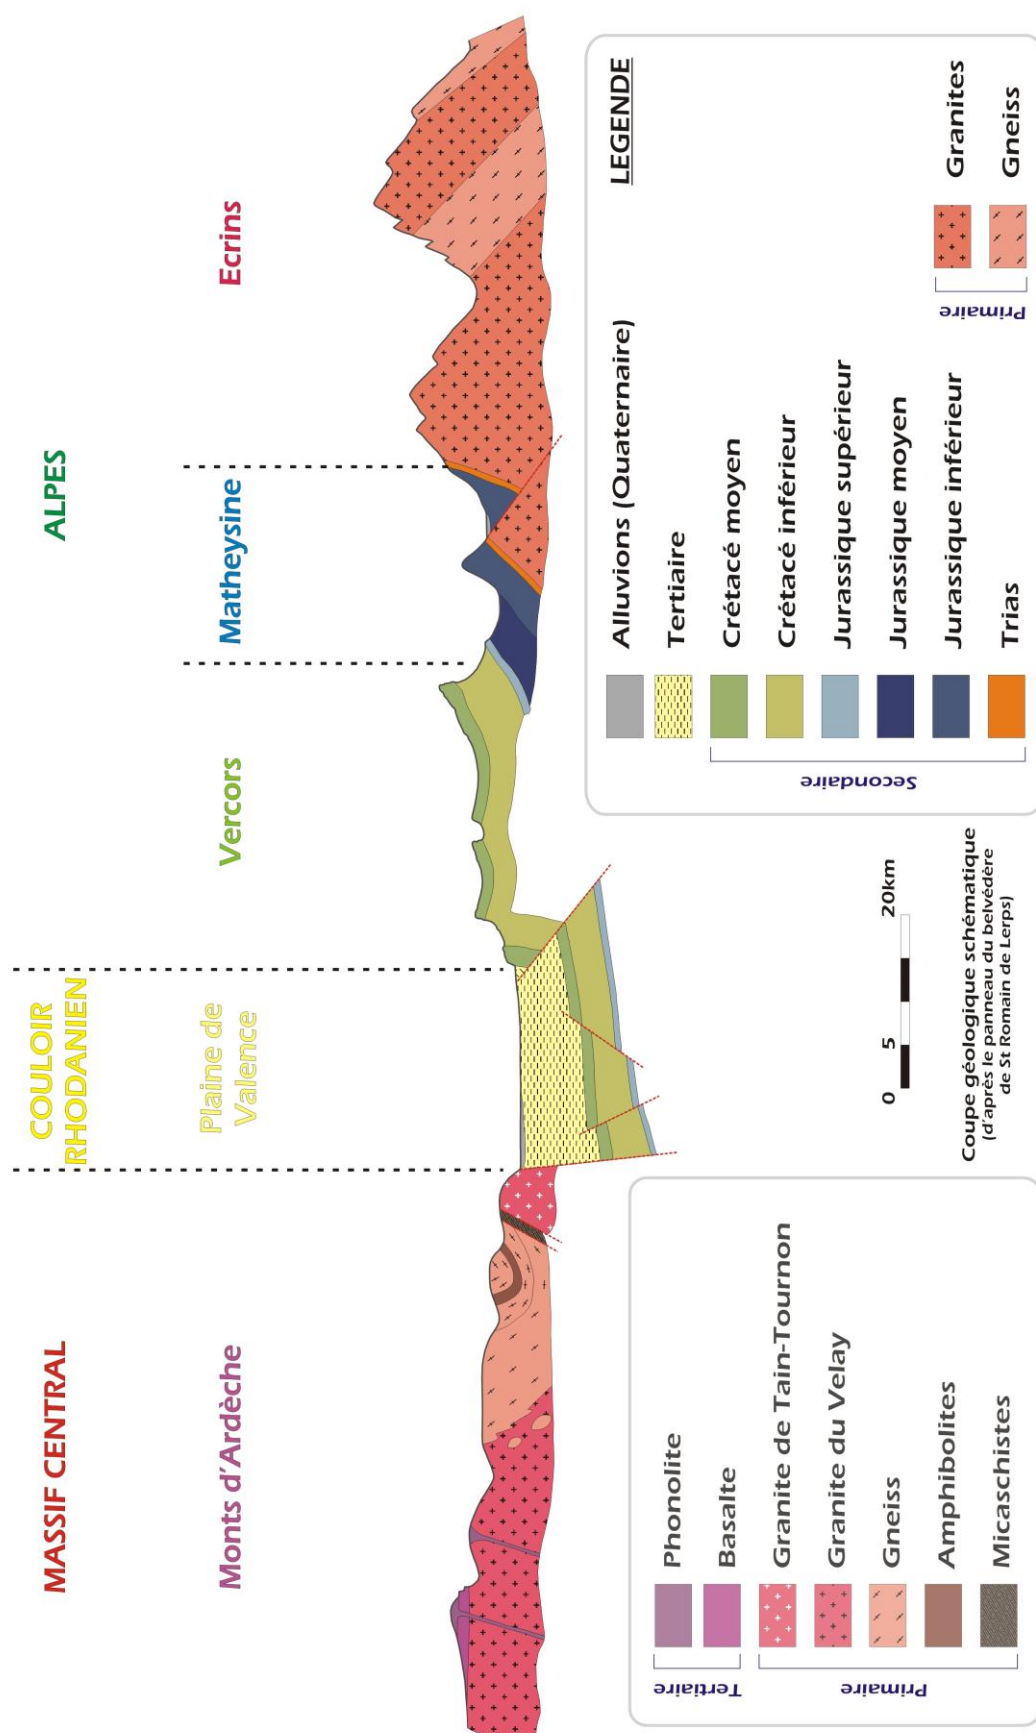 MASSIF CENTRAL
COULOIR
RHODANIEN
ALPES
Monts d'Ardèche
Plaine de
Valence
Vercors
Matheysine
Ecrins
Tertiaire
Phonolite
Basalte
Primaire
Granite de Tain-Tournon
Granite du Velay
Gneiss
Amphibolites
Micaschistes
0 5 20km
Coupe géologique schématique
(d'après le panneau du belvédère
de St Romain de Lerps)
LEGENDE
Alluvions (Quaternaire)
Tertiaire
Secondaire
Crétacé moyen
Crétacé inférieur
Jurassique supérieur
Jurassique moyen
Jurassique inférieur
Trias
Primaire
Granites
Gneiss